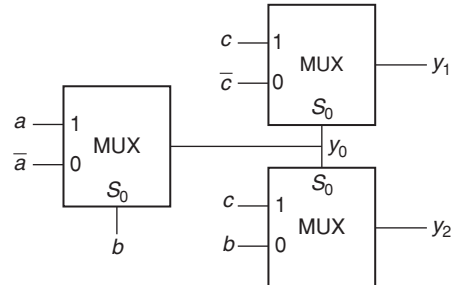 c 1
MUX y₁
c̅ 0
S₀
a 1
MUX y₀
a̅ 0
S₀
S₀
c 1
MUX y₂
b 0
b